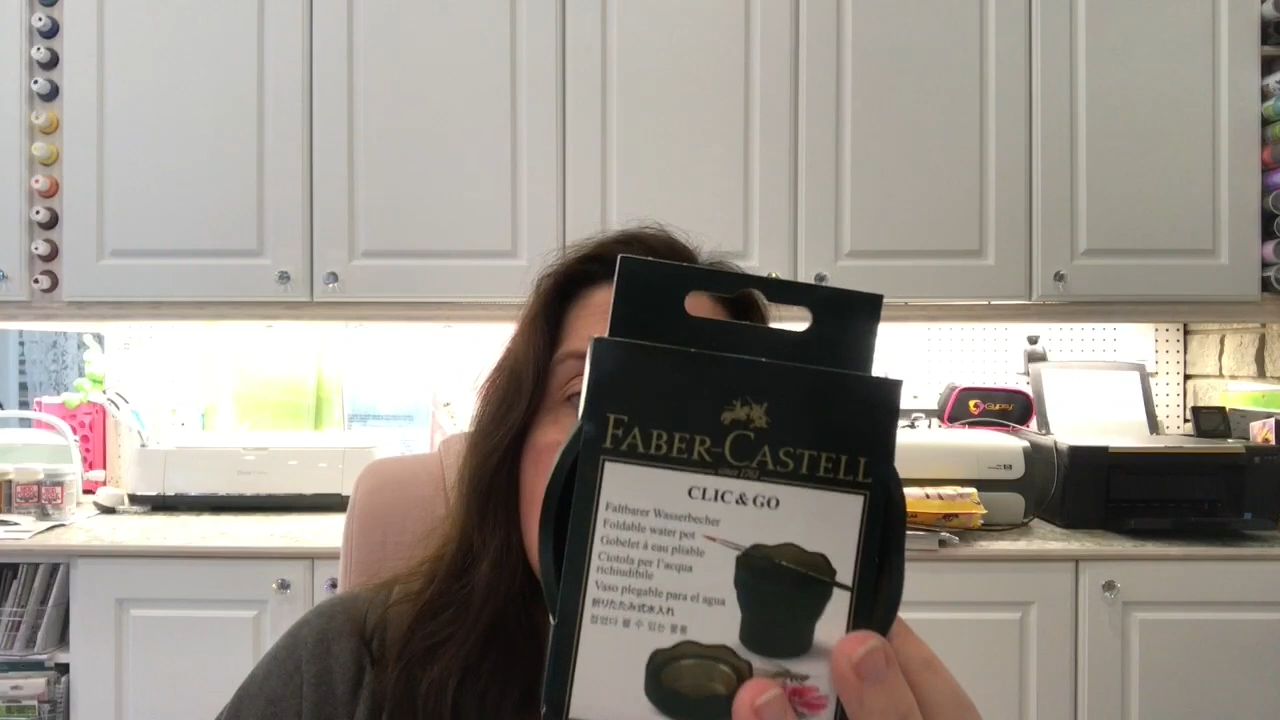 FABER-CASTELL
since 1761
CLIC & GO
Faltbarer Wasserbecher
Foldable water pot
Gobelet à eau pliable
Ciotola per l'acqua
richiudibile
Vaso plegable para el agua
折りたたみ式水入れ
접었다 펼 수 있는 물통
Gypsy
hp